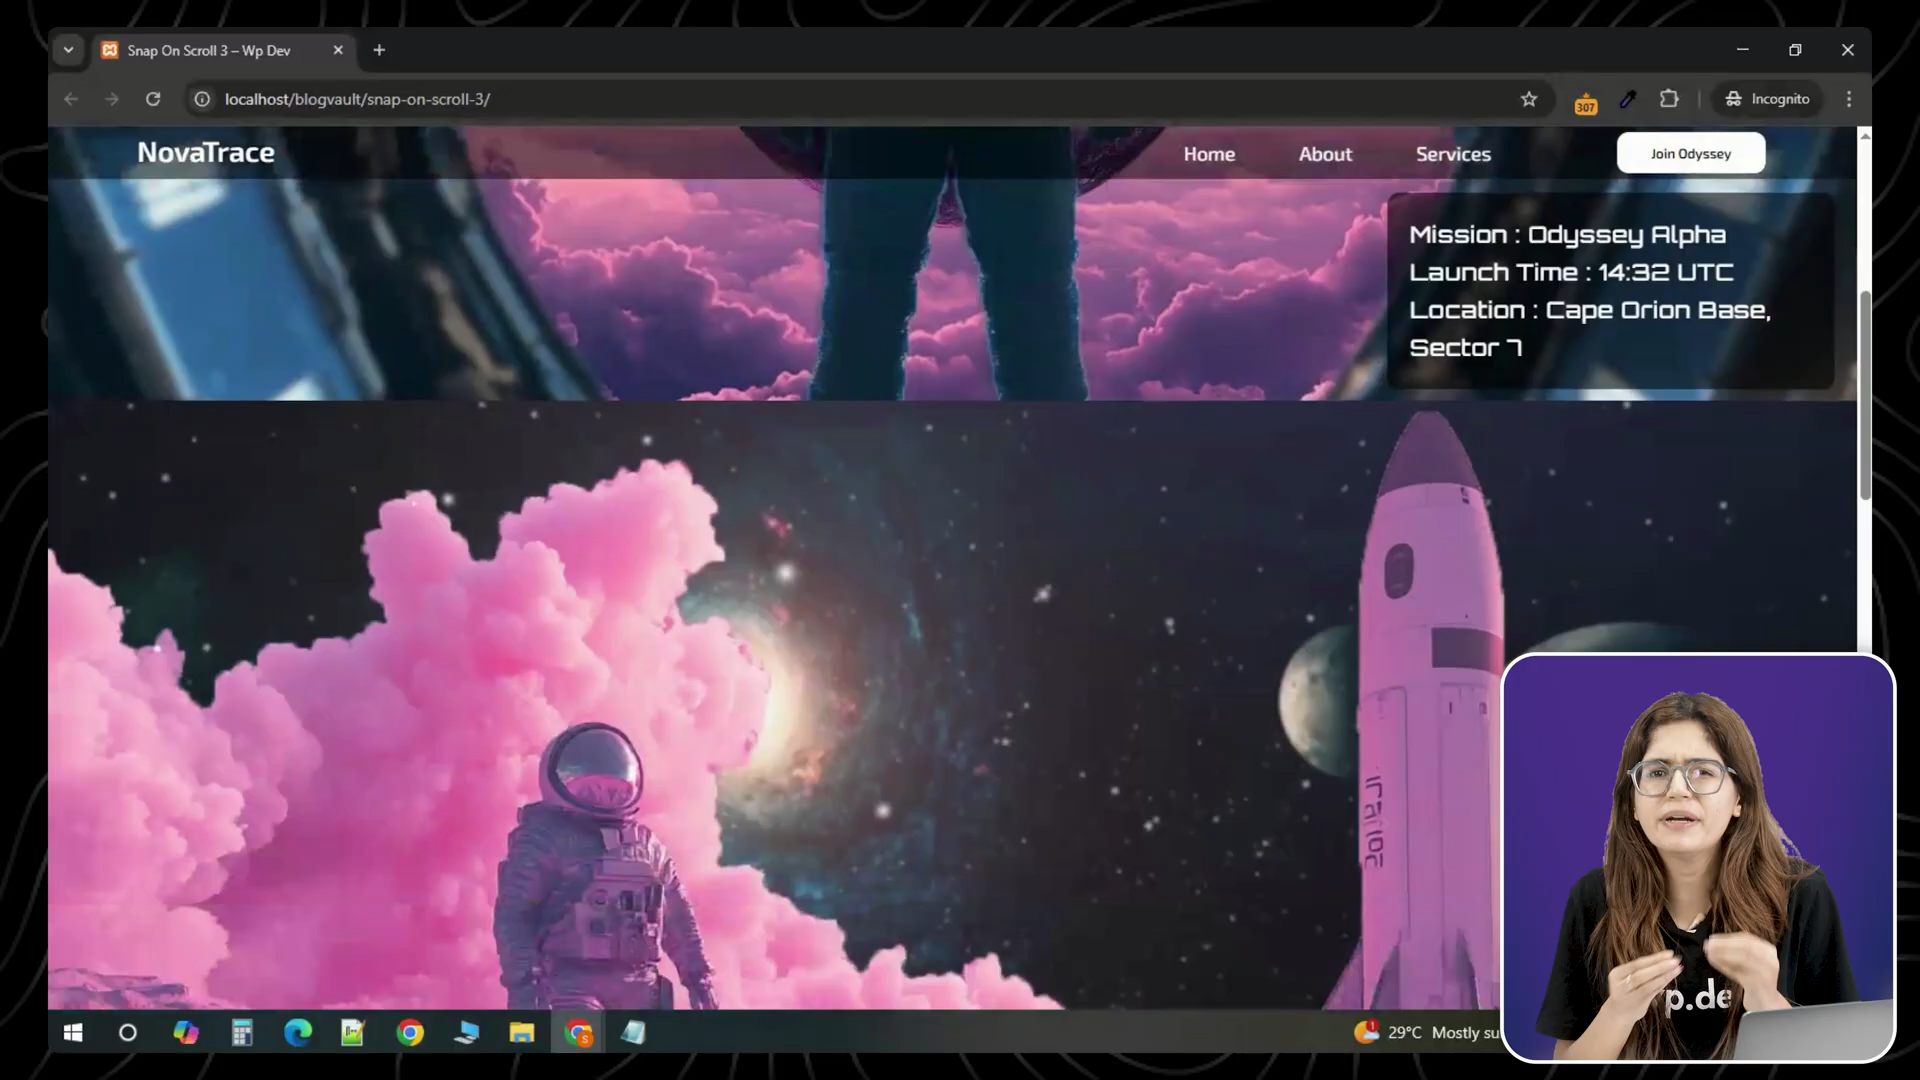 Snap On Scroll 3 – Wp Dev
localhost/blogvault/snap-on-scroll-3/
307
Incognito
NovaTrace
Home
About
Services
Join Odyssey
Mission : Odyssey Alpha
Launch Time : 14:32 UTC
Location : Cape Orion Base,
Sector 7
p.de
1
29°C Mostly su